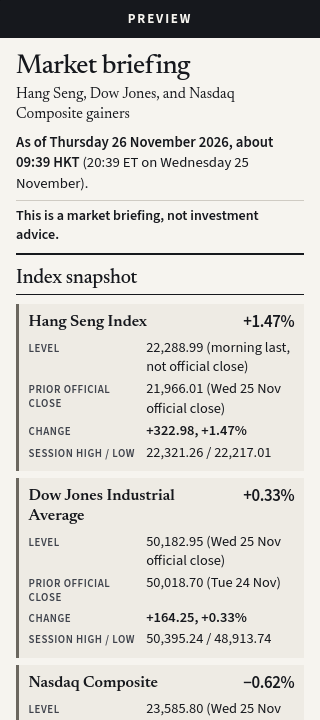 PREVIEW
Market briefing
Hang Seng, Dow Jones, and Nasdaq
Composite gainers
As of Thursday 26 November 2026, about
09:39 HKT (20:39 ET on Wednesday 25
November).
This is a market briefing, not investment
advice.
Index snapshot
Hang Seng Index +1.47%
LEVEL 22,288.99 (morning last,
not official close)
PRIOR OFFICIAL 21,966.01 (Wed 25 Nov
CLOSE official close)
CHANGE +322.98, +1.47%
SESSION HIGH / LOW 22,321.26 / 22,217.01
Dow Jones Industrial +0.33%
Average
LEVEL 50,182.95 (Wed 25 Nov
official close)
PRIOR OFFICIAL 50,018.70 (Tue 24 Nov)
CLOSE
CHANGE +164.25, +0.33%
SESSION HIGH / LOW 50,395.24 / 48,913.74
Nasdaq Composite −0.62%
LEVEL 23,585.80 (Wed 25 Nov